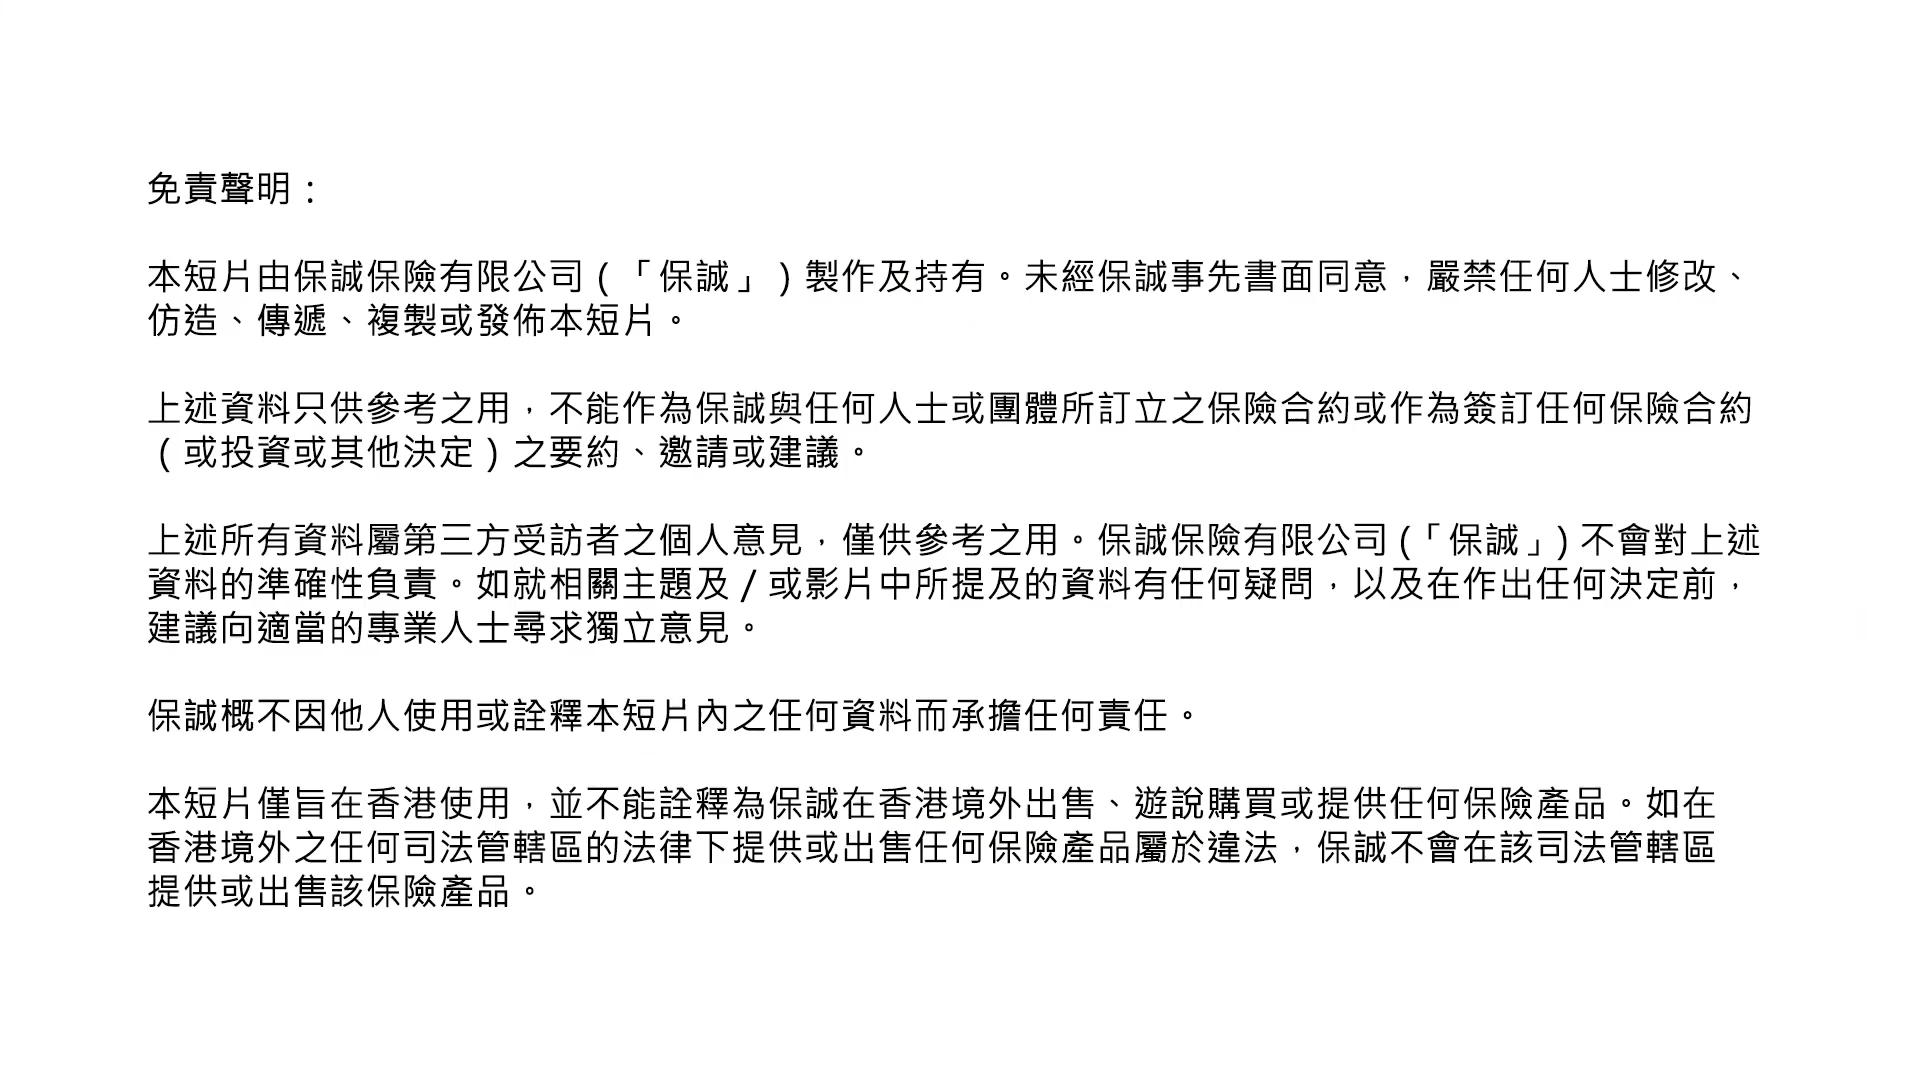 免責聲明：
本短片由保誠保險有限公司（「保誠」）製作及持有。未經保誠事先書面同意，嚴禁任何人士修改、
仿造、傳遞、複製或發佈本短片。
上述資料只供參考之用，不能作為保誠與任何人士或團體所訂立之保險合約或作為簽訂任何保險合約
（或投資或其他決定）之要約、邀請或建議。
上述所有資料屬第三方受訪者之個人意見，僅供參考之用。保誠保險有限公司 (「保誠」) 不會對上述
資料的準確性負責。如就相關主題及 / 或影片中所提及的資料有任何疑問，以及在作出任何決定前，
建議向適當的專業人士尋求獨立意見。
保誠概不因他人使用或詮釋本短片內之任何資料而承擔任何責任。
本短片僅旨在香港使用，並不能詮釋為保誠在香港境外出售、遊說購買或提供任何保險產品。如在
香港境外之任何司法管轄區的法律下提供或出售任何保險產品屬於違法，保誠不會在該司法管轄區
提供或出售該保險產品。